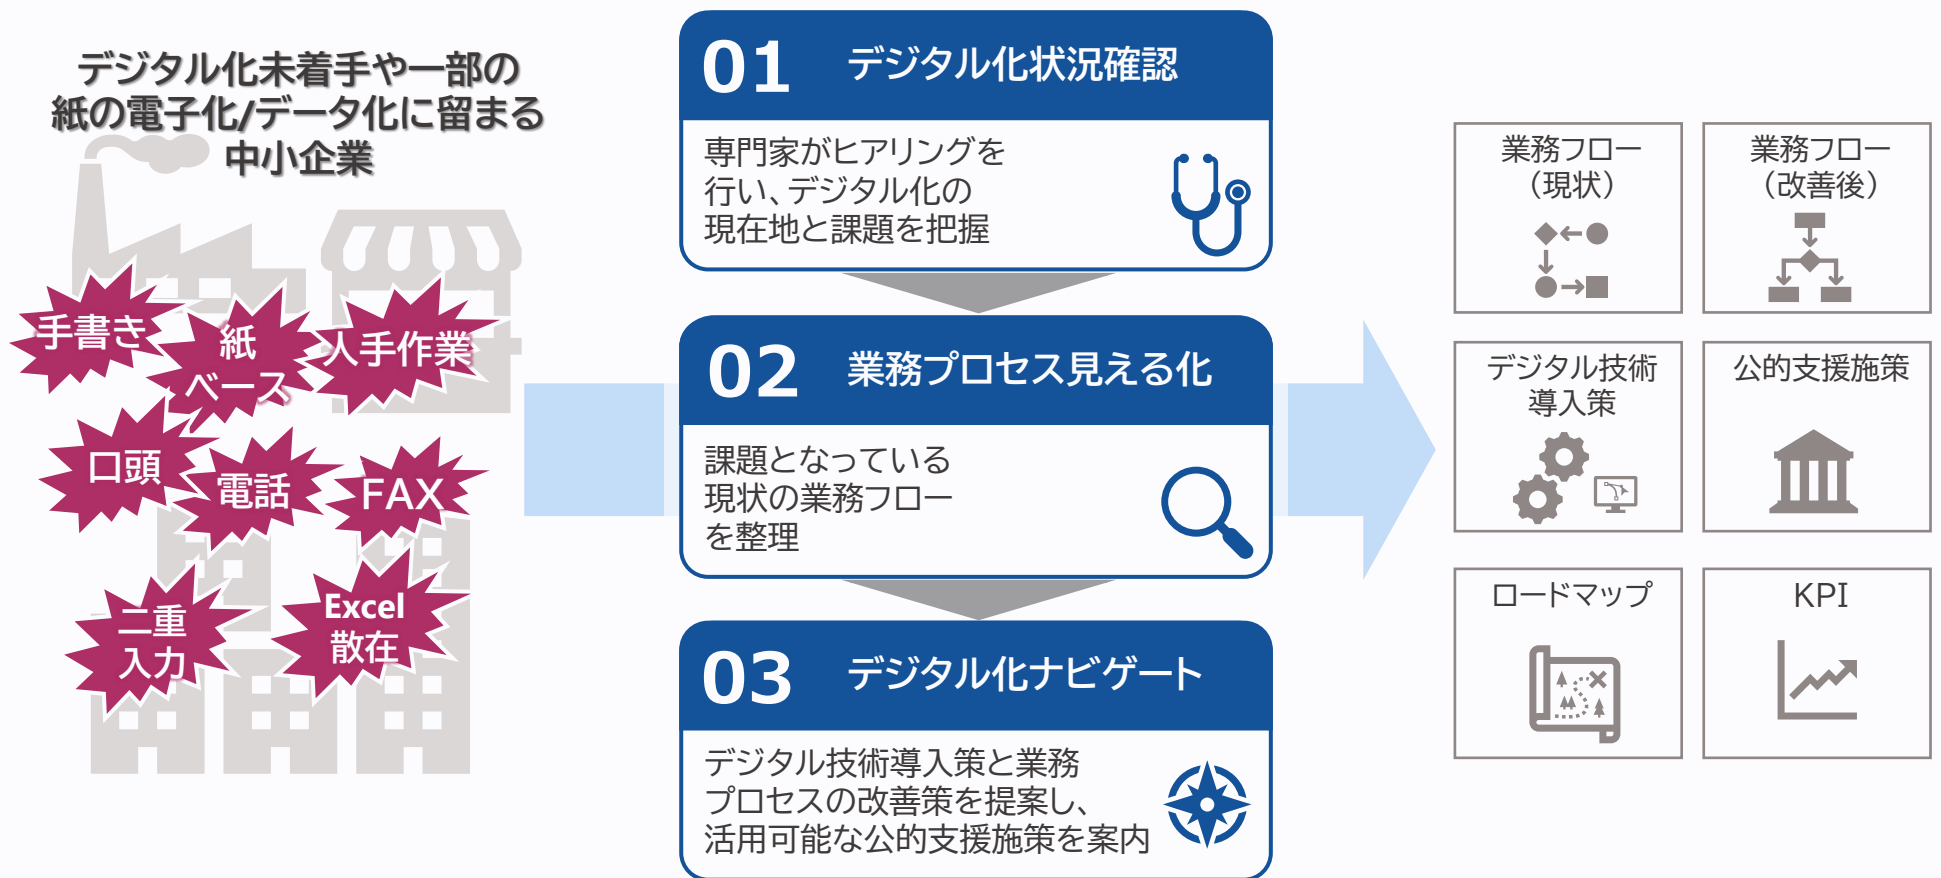 デジタル化未着手や一部の
紙の電子化/データ化に留まる
中小企業
手書き
紙
ベース
人手作業
口頭
電話
FAX
二重
入力
Excel
散在
01 デジタル化状況確認
専門家がヒアリングを
行い、デジタル化の
現在地と課題を把握
02 業務プロセス見える化
課題となっている
現状の業務フロー
を整理
03 デジタル化ナビゲート
デジタル技術導入策と業務
プロセスの改善策を提案し、
活用可能な公的支援施策を案内
業務フロー
（現状）
業務フロー
（改善後）
デジタル技術
導入策
公的支援施策
ロードマップ
KPI